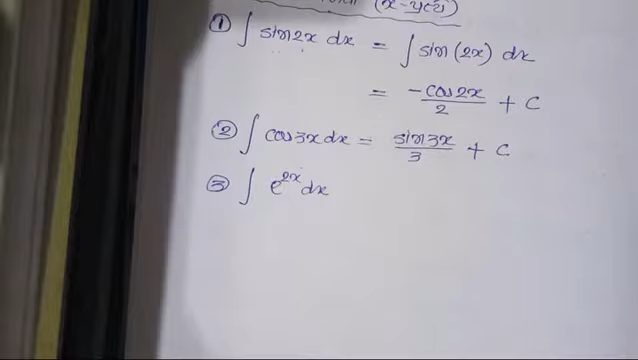 (x-
① ∫ sin2x dx = ∫ sin (2x) dx
= -cos2x/2 + c
② ∫ cos3x dx = sin3x/3 + c
③ ∫ e^2x dx